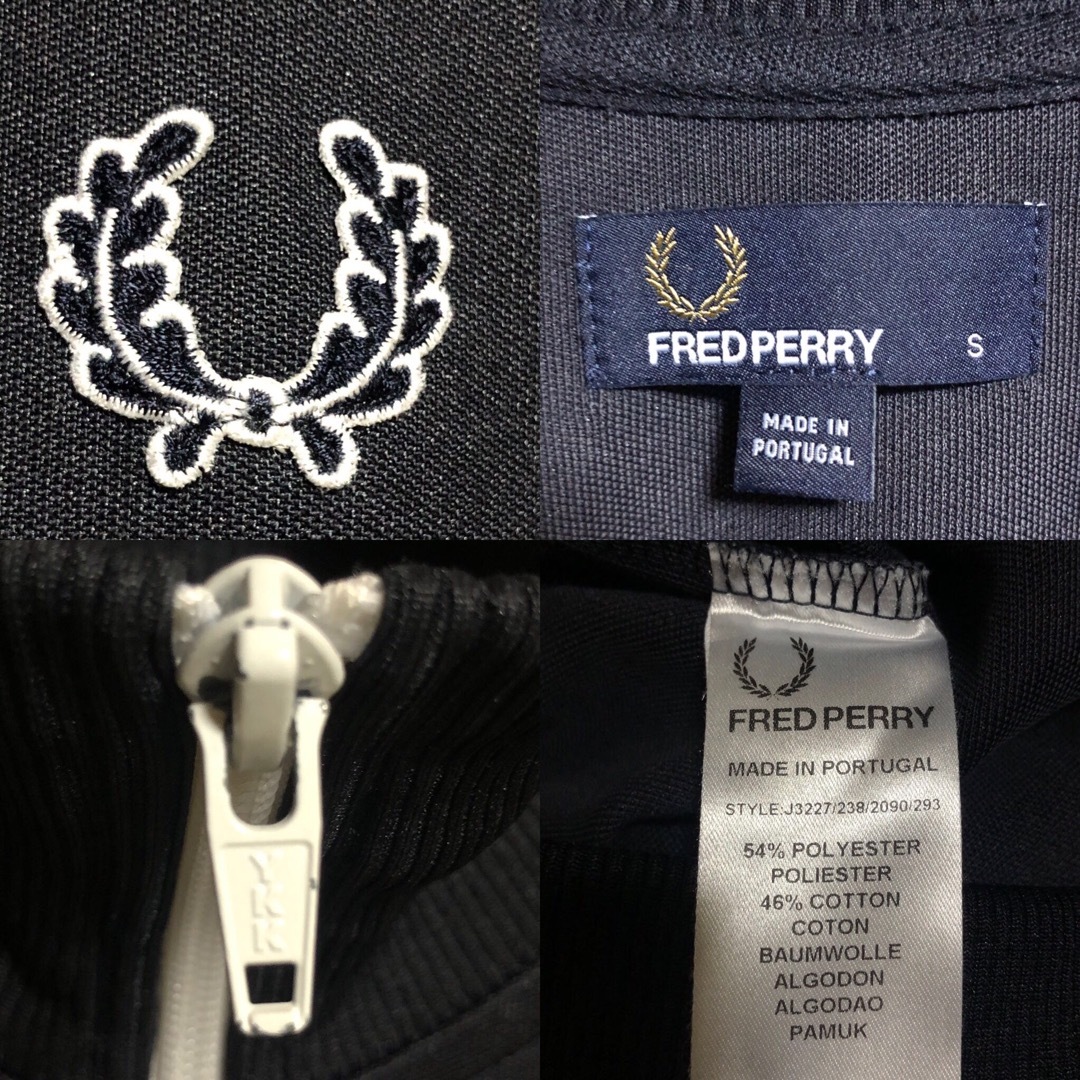 FRED PERRY S
MADE IN
PORTUGAL
YKK
FRED PERRY
MADE IN PORTUGAL
STYLE:J3227/238/2090/293
54% POLYESTER
POLIESTER
46% COTTON
COTON
BAUMWOLLE
ALGODON
ALGODAO
PAMUK